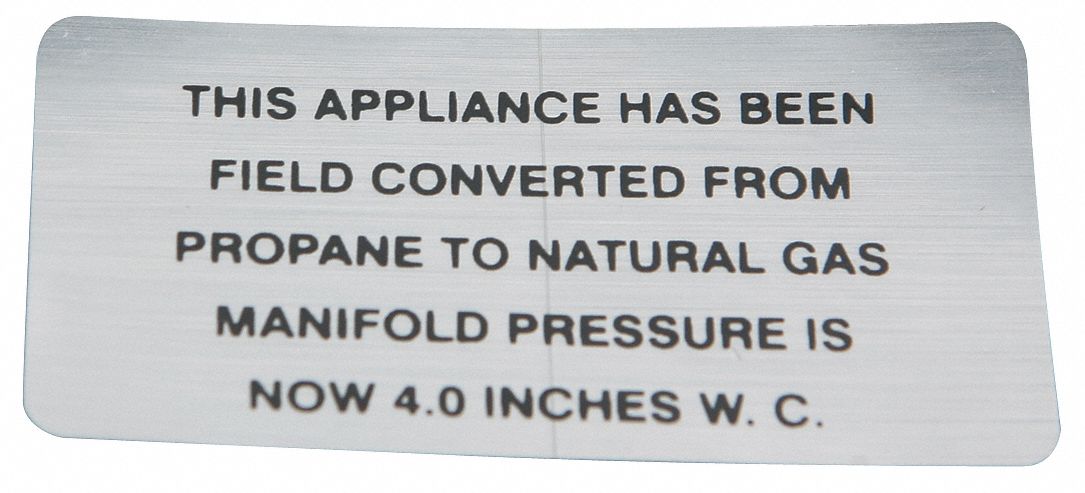 THIS APPLIANCE HAS BEEN
FIELD CONVERTED FROM
PROPANE TO NATURAL GAS
MANIFOLD PRESSURE IS
NOW 4.0 INCHES W. C.